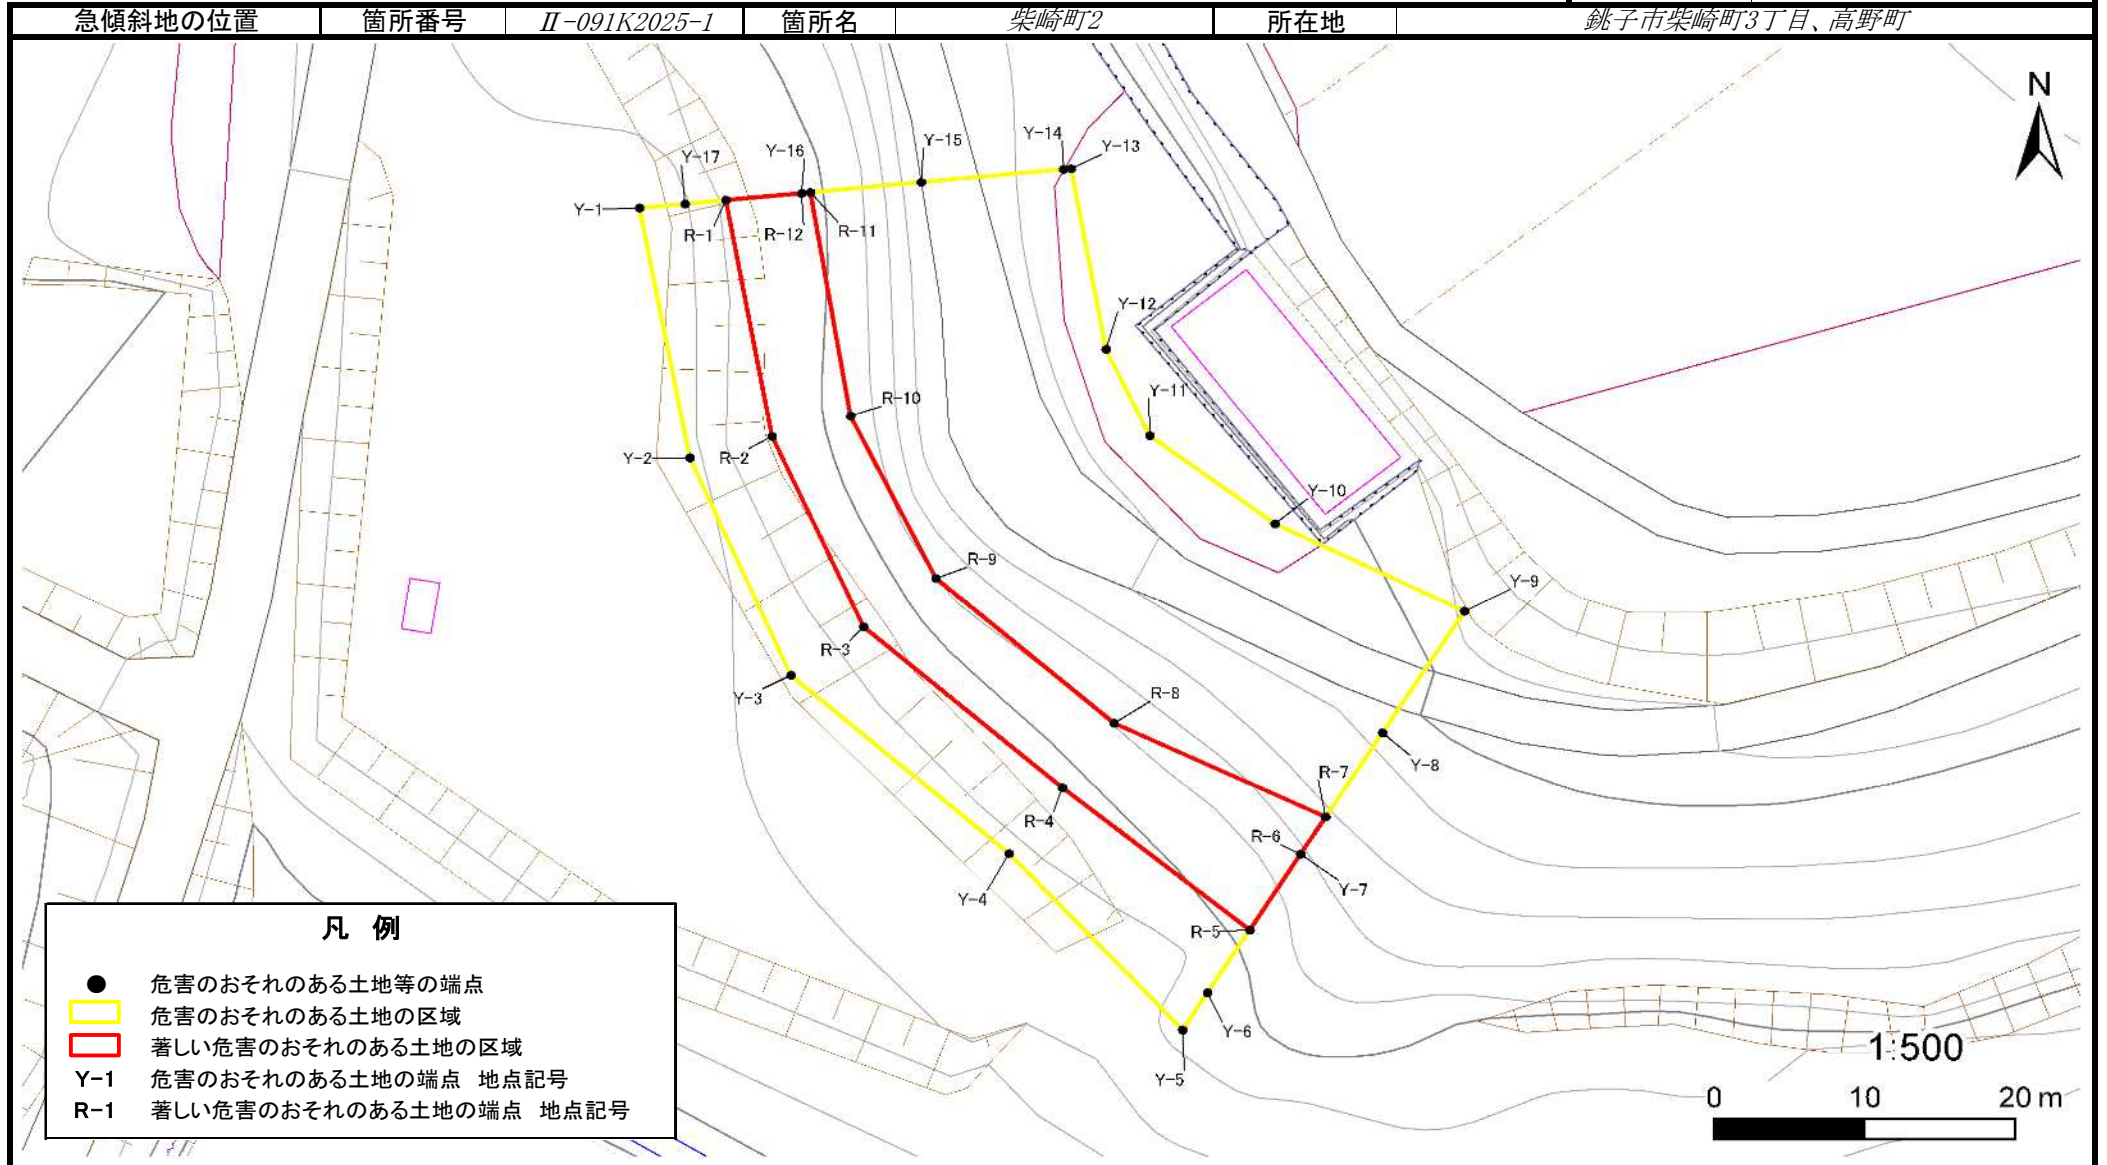 急傾斜地の位置 箇所番号 Ⅱ-091K2025-1 箇所名 柴崎町2 所在地 銚子市柴崎町3丁目、高野町
N
Y-14
Y-13
Y-15
Y-16
Y-17
Y-1
R-1
R-12
R-11
Y-12
Y-11
R-10
Y-2
R-2
Y-10
R-9
Y-9
R-3
Y-3
R-8
Y-8
R-7
R-4
R-6
Y-7
Y-4
R-5
Y-6
Y-5
凡 例
危害のおそれのある土地等の端点
危害のおそれのある土地の区域
著しい危害のおそれのある土地の区域
Y-1 危害のおそれのある土地の端点 地点記号
R-1 著しい危害のおそれのある土地の端点 地点記号
1:500
0 10 20 m